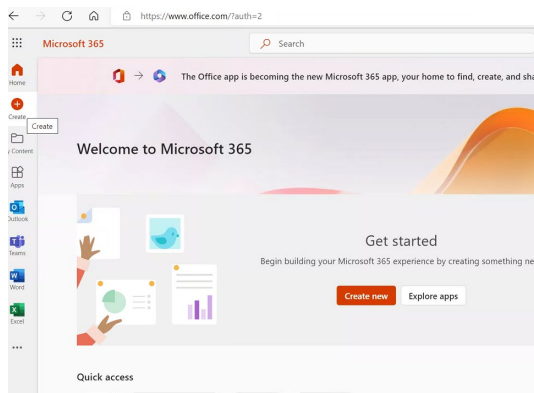 https://www.office.com/?auth=2
Microsoft 365
Search
The Office app is becoming the new Microsoft 365 app, your home to find, create, and sha
Home
Create
Create
y Content
Apps
Outlook
Teams
Word
Excel
Welcome to Microsoft 365
Get started
Begin building your Microsoft 365 experience by creating something ne
Create new
Explore apps
Quick access